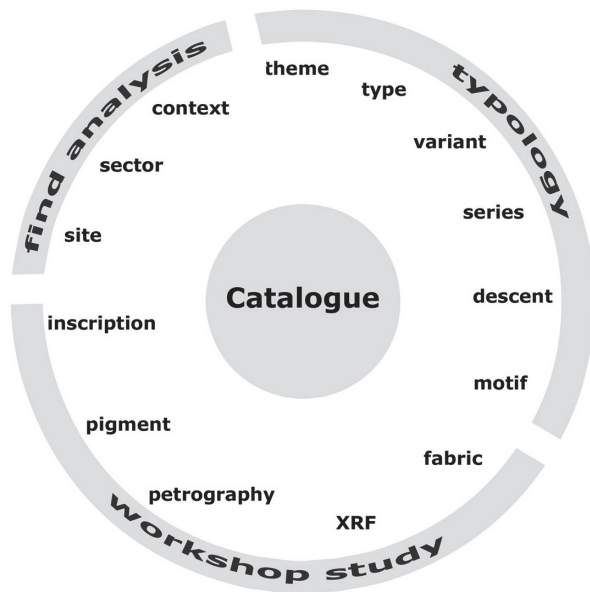 find analysis
typology
theme
type
context
variant
sector
series
site
Catalogue
descent
inscription
motif
pigment
fabric
petrography
XRF
workshop study